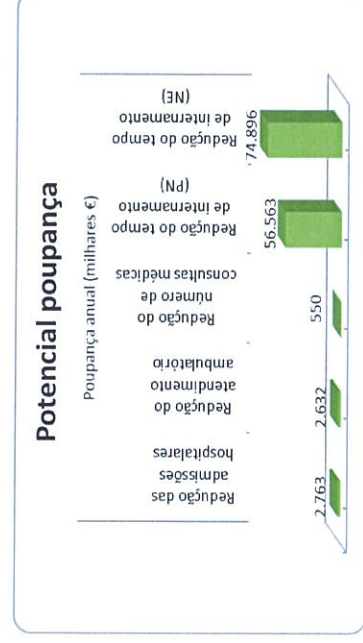 Potencial poupança
Poupança anual (milhares €)
Redução das
admissões
hospitalares
Redução do
atendimento
ambulatório
Redução do
número de
consultas médicas
Redução do tempo
de internamento
(PN)
Redução do tempo
de internamento
(NE)
2.763
2.632
550
56.563
74.896